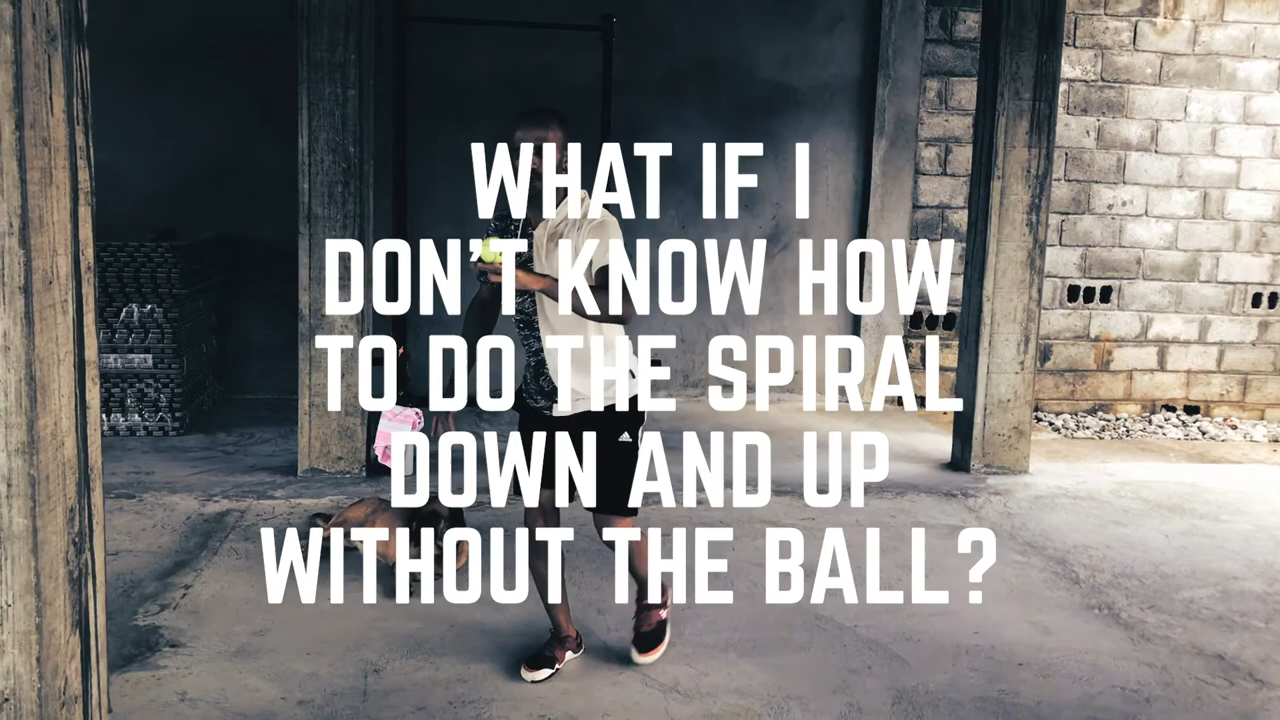 WHAT IF I
DON’T KNOW HOW
TO DO THE SPIRAL
DOWN AND UP
WITHOUT THE BALL?